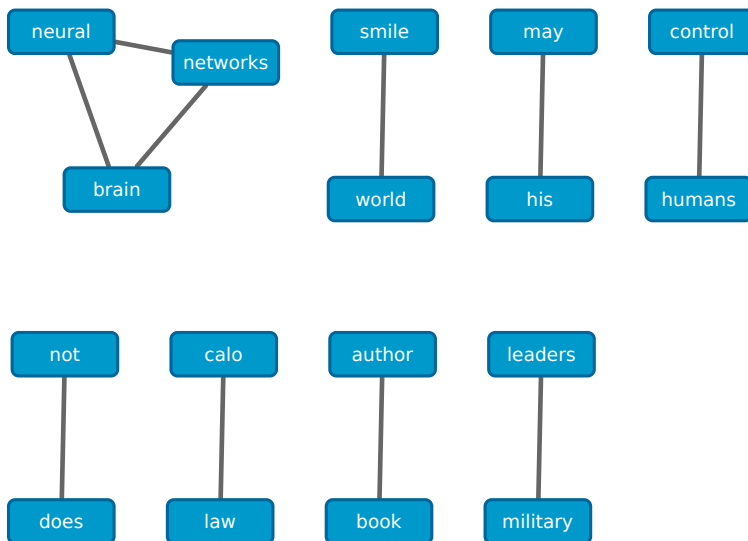 neural
networks
brain
smile
world
may
his
control
humans
not
does
calo
law
author
book
leaders
military